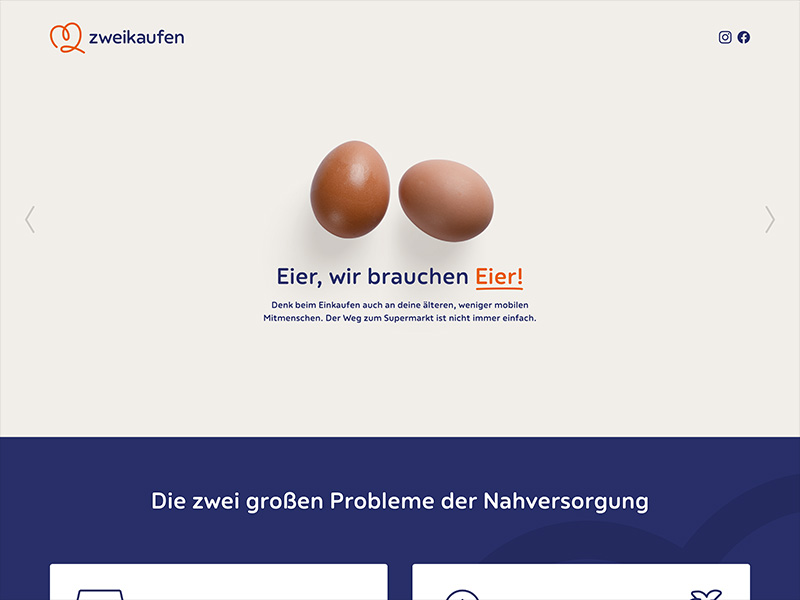 zweikaufen
Eier, wir brauchen Eier!
Denk beim Einkaufen auch an deine älteren, weniger mobilen
Mitmenschen. Der Weg zum Supermarkt ist nicht immer einfach.
Die zwei großen Probleme der Nahversorgung